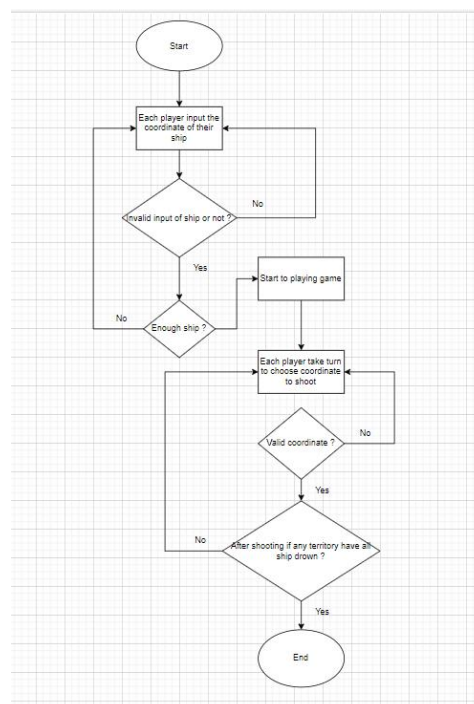 Start
Each player input the
coordinate of their
ship
No
Invalid input of ship or not ?
Yes
Start to playing game
No
Enough ship ?
Each player take turn
to choose coordinate
to shoot
No
Valid coordinate ?
Yes
No
After shooting if any territory have all
ship drown ?
Yes
End